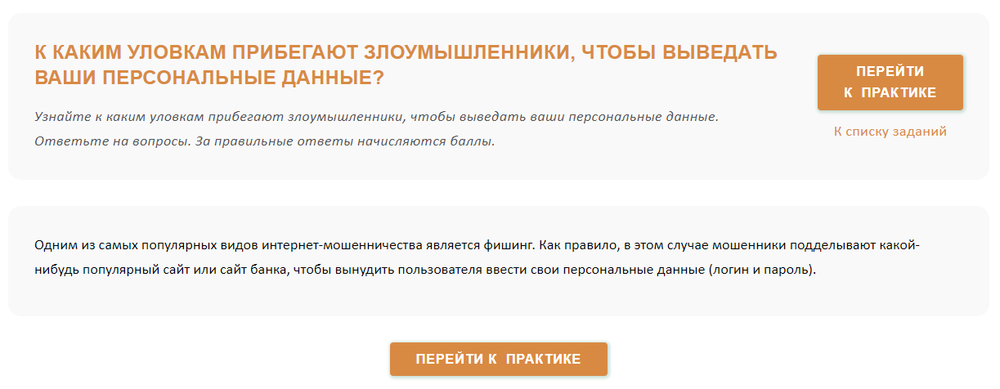 К КАКИМ УЛОВКАМ ПРИБЕГАЮТ ЗЛОУМЫШЛЕННИКИ, ЧТОБЫ ВЫВЕДАТЬ
ВАШИ ПЕРСОНАЛЬНЫЕ ДАННЫЕ?
Узнайте к каким уловкам прибегают злоумышленники, чтобы выведать ваши персональные данные.
Ответьте на вопросы. За правильные ответы начисляются баллы.
ПЕРЕЙТИ
К ПРАКТИКЕ
К списку заданий
Одним из самых популярных видов интернет-мошенничества является фишинг. Как правило, в этом случае мошенники подделывают какой-
нибудь популярный сайт или сайт банка, чтобы вынудить пользователя ввести свои персональные данные (логин и пароль).
ПЕРЕЙТИ К ПРАКТИКЕ